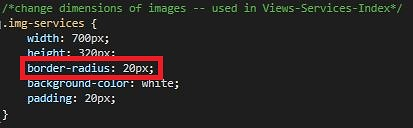 /*change dimensions of images -- used in Views-Services-Index*/
.img-services {
width: 700px;
height: 320px;
border-radius: 20px;
background-color: white;
padding: 20px;
}